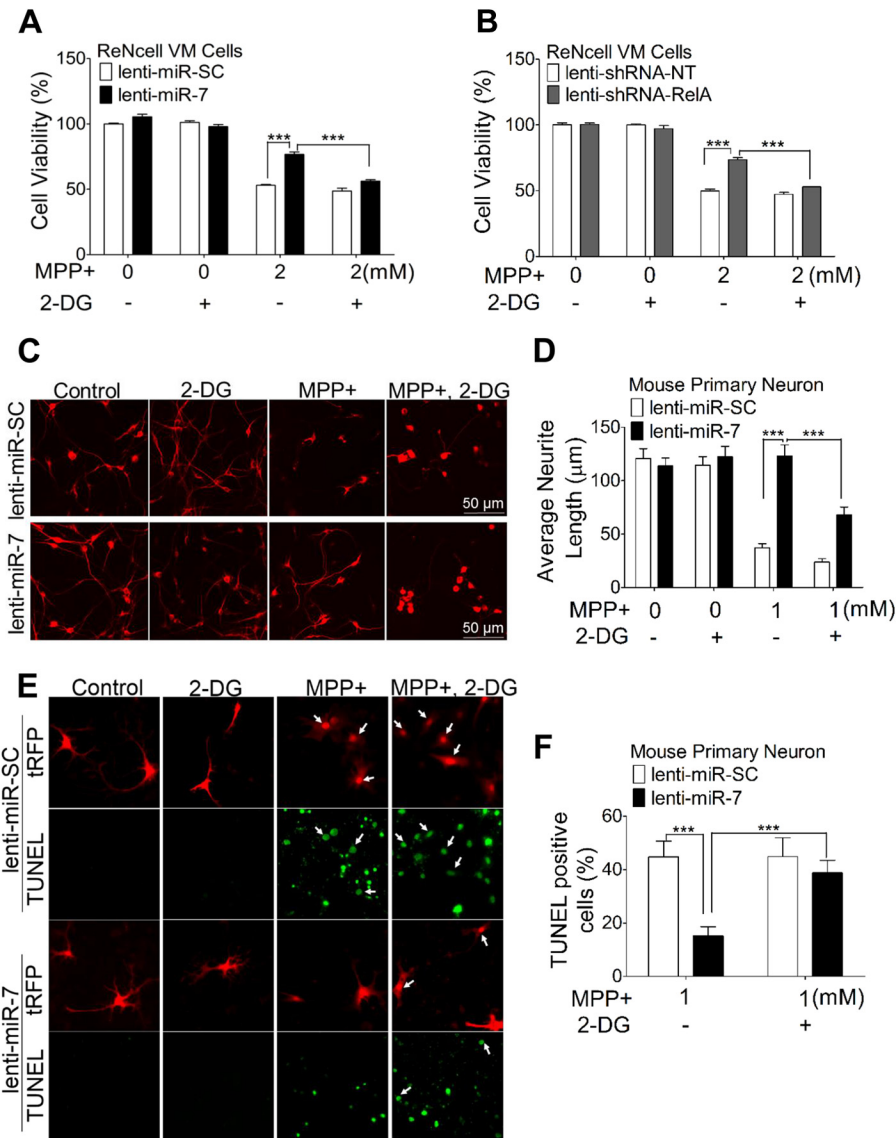 A
ReNcell VM Cells
lenti-miR-SC
lenti-miR-7
Cell Viability (%)
150
100
50
0
*** ***
MPP+ 0 0 2 2 (mM)
2-DG - + - +
B
ReNcell VM Cells
lenti-shRNA-NT
lenti-shRNA-RelA
Cell Viability (%)
150
100
50
0
*** ***
MPP+ 0 0 2 2 (mM)
2-DG - + - +
C
Control 2-DG MPP+ MPP+, 2-DG
lenti-miR-SC
50 µm
lenti-miR-7
50 µm
D
Mouse Primary Neuron
lenti-miR-SC
lenti-miR-7
Average Neurite
Length (µm)
150
100
50
0
*** ***
MPP+ 0 0 1 1 (mM)
2-DG - + - +
E
Control 2-DG MPP+ MPP+, 2-DG
lenti-miR-SC
tRFP
TUNEL
lenti-miR-7
tRFP
TUNEL
F
Mouse Primary Neuron
lenti-miR-SC
lenti-miR-7
TUNEL positive
cells (%)
60
40
20
0
*** ***
MPP+ 1 1 (mM)
2-DG - +